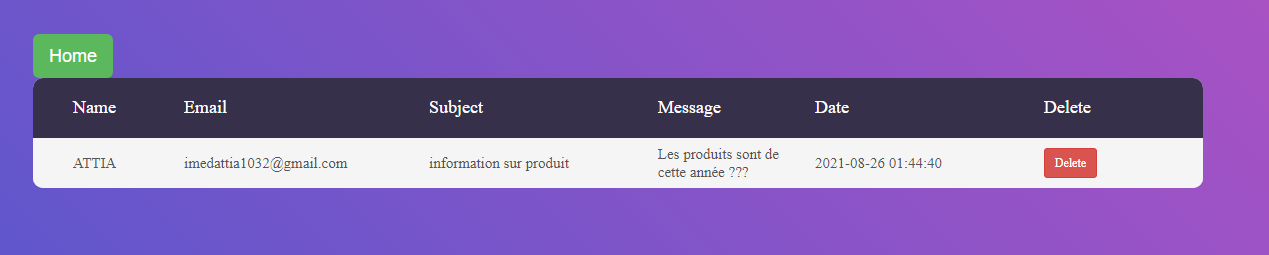 Home
Name Email Subject Message Date Delete
ATTIA imedattia1032@gmail.com information sur produit Les produits sont de 2021-08-26 01:44:40 Delete
cette année ???